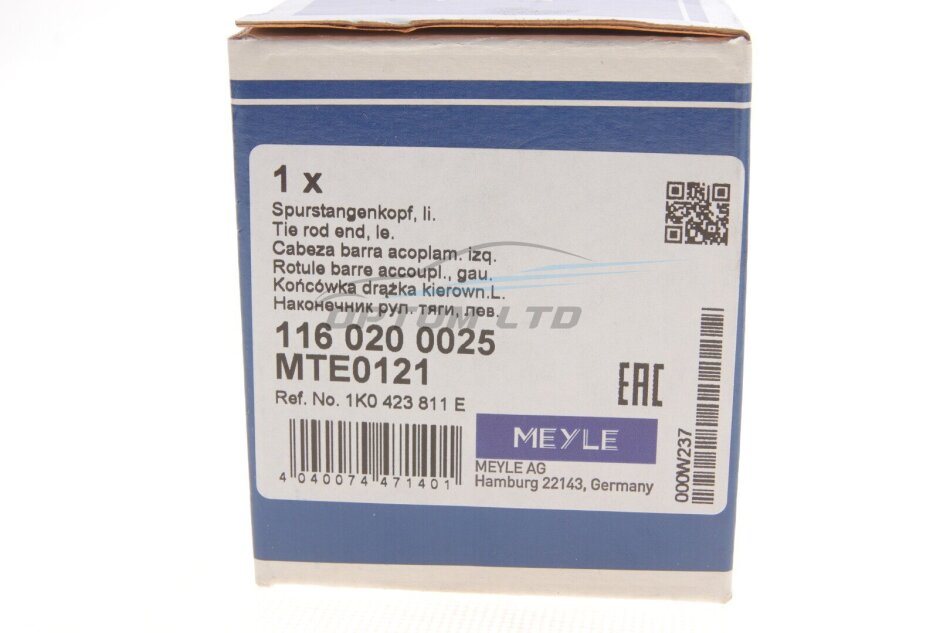 1 x
Spurstangenkopf, li.
Tie rod end, le.
Cabeza barra acoplam. izq.
Rotule barre accoupl., gau.
Końcówka drążka kierown.L.
Наконечник рул. тяги, лев.
OPTOM LTD
116 020 0025
MTE0121
Ref. No. 1K0 423 811 E
EAC
MEYLE
MEYLE AG
Hamburg 22143, Germany
4 040074 471401
000W237